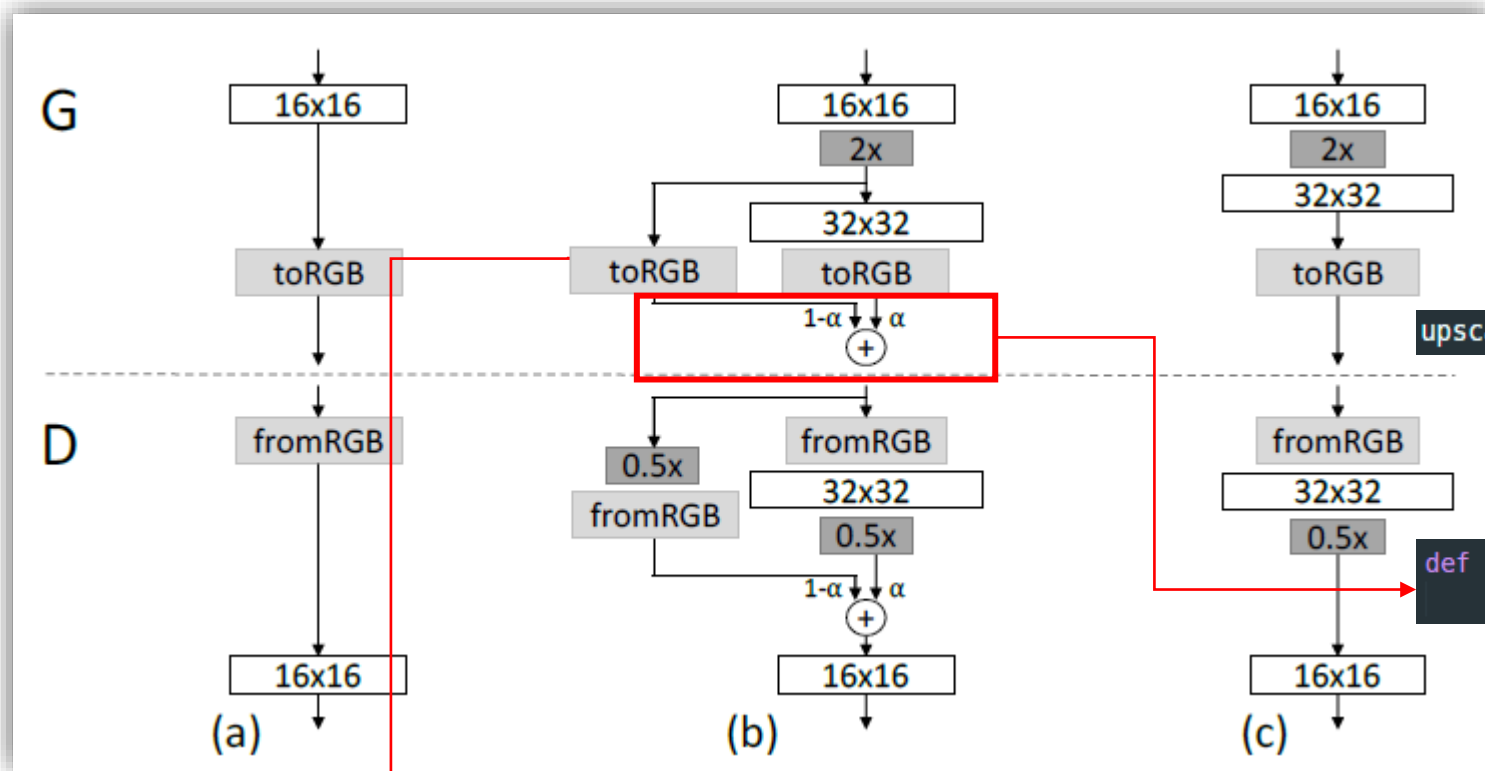 G
16x16
16x16
16x16
2x
2x
32x32
32x32
toRGB
toRGB
toRGB
toRGB
1-α
α
+
upsc
D
fromRGB
fromRGB
fromRGB
0.5x
32x32
32x32
fromRGB
0.5x
0.5x
def
1-α
α
+
16x16
16x16
16x16
(a)
(b)
(c)